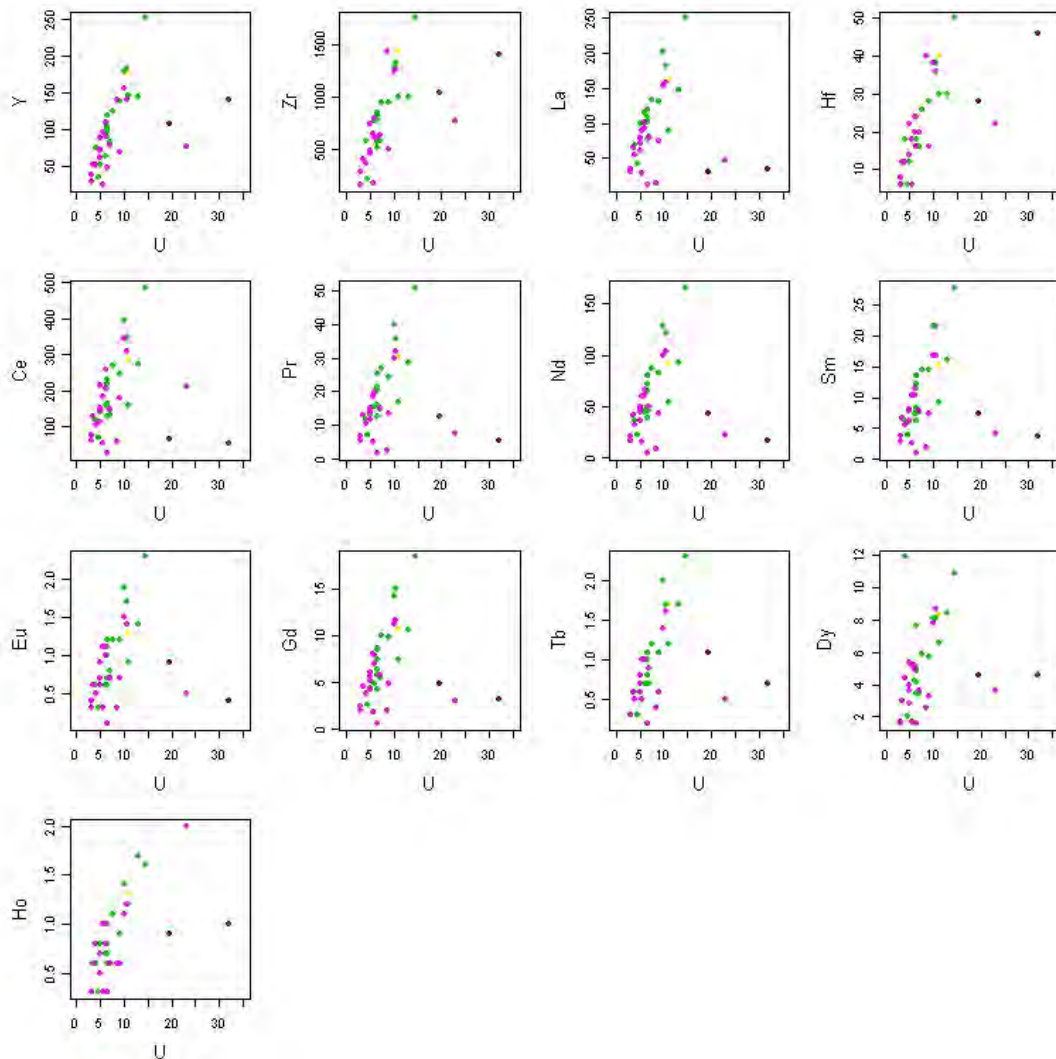 Y
50 100 150 200 250
0 5 10 20 30
U
Zr
500 1000 1500
0 5 10 20 30
U
La
50 100 150 200 250
0 5 10 20 30
U
Hf
10 20 30 40 50
0 5 10 20 30
U
Ce
100 200 300 400 500
0 5 10 20 30
U
Pr
0 10 20 30 40 50
0 5 10 20 30
U
Nd
0 50 100 150
0 5 10 20 30
U
Sm
0 5 10 15 20 25
0 5 10 20 30
U
Eu
0.5 1.0 1.5 2.0
0 5 10 20 30
U
Gd
0 5 10 15
0 5 10 20 30
U
Tb
0.5 1.0 1.5 2.0
0 5 10 20 30
U
Dy
2 4 6 8 10 12
0 5 10 20 30
U
Ho
0.5 1.0 1.5 2.0
0 5 10 20 30
U